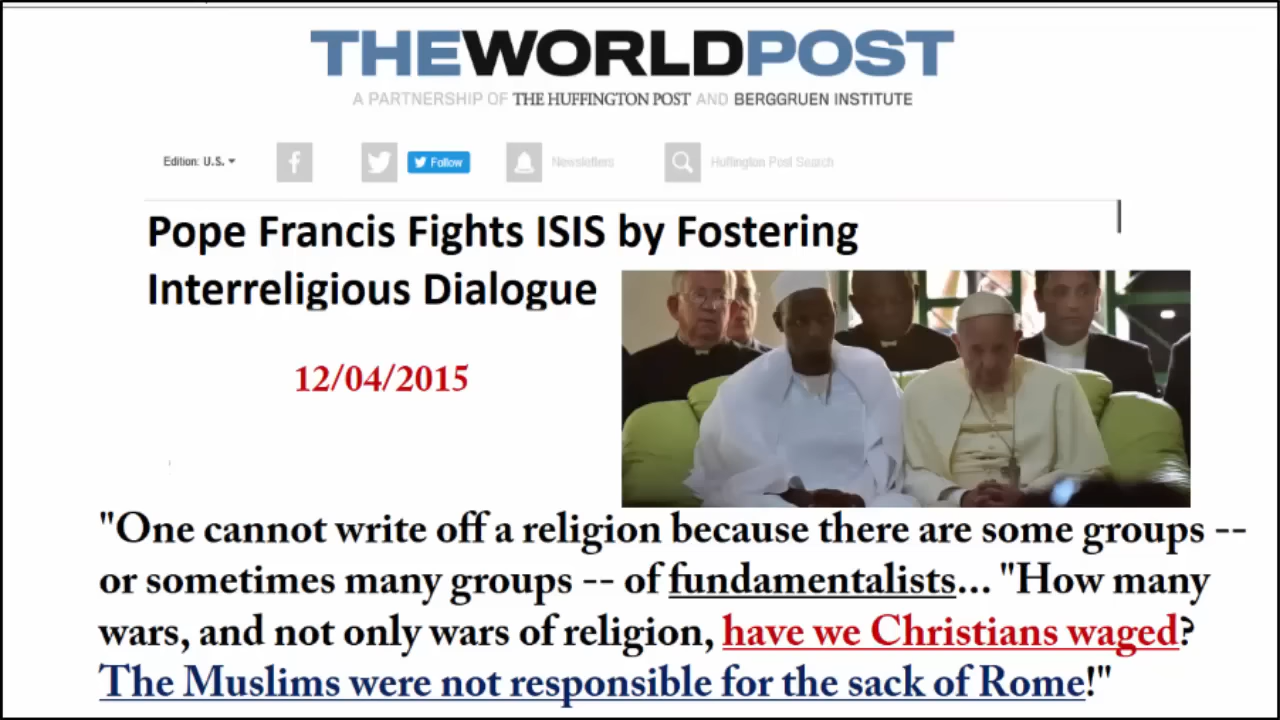 THEWORLDPOST
A PARTNERSHIP OF THE HUFFINGTON POST AND BERGGRUEN INSTITUTE
Edition: U.S. Follow Newsletters Huffington Post Search
Pope Francis Fights ISIS by Fostering
Interreligious Dialogue
12/04/2015
"One cannot write off a religion because there are some groups --
or sometimes many groups -- of fundamentalists... "How many
wars, and not only wars of religion, have we Christians waged?
The Muslims were not responsible for the sack of Rome!"